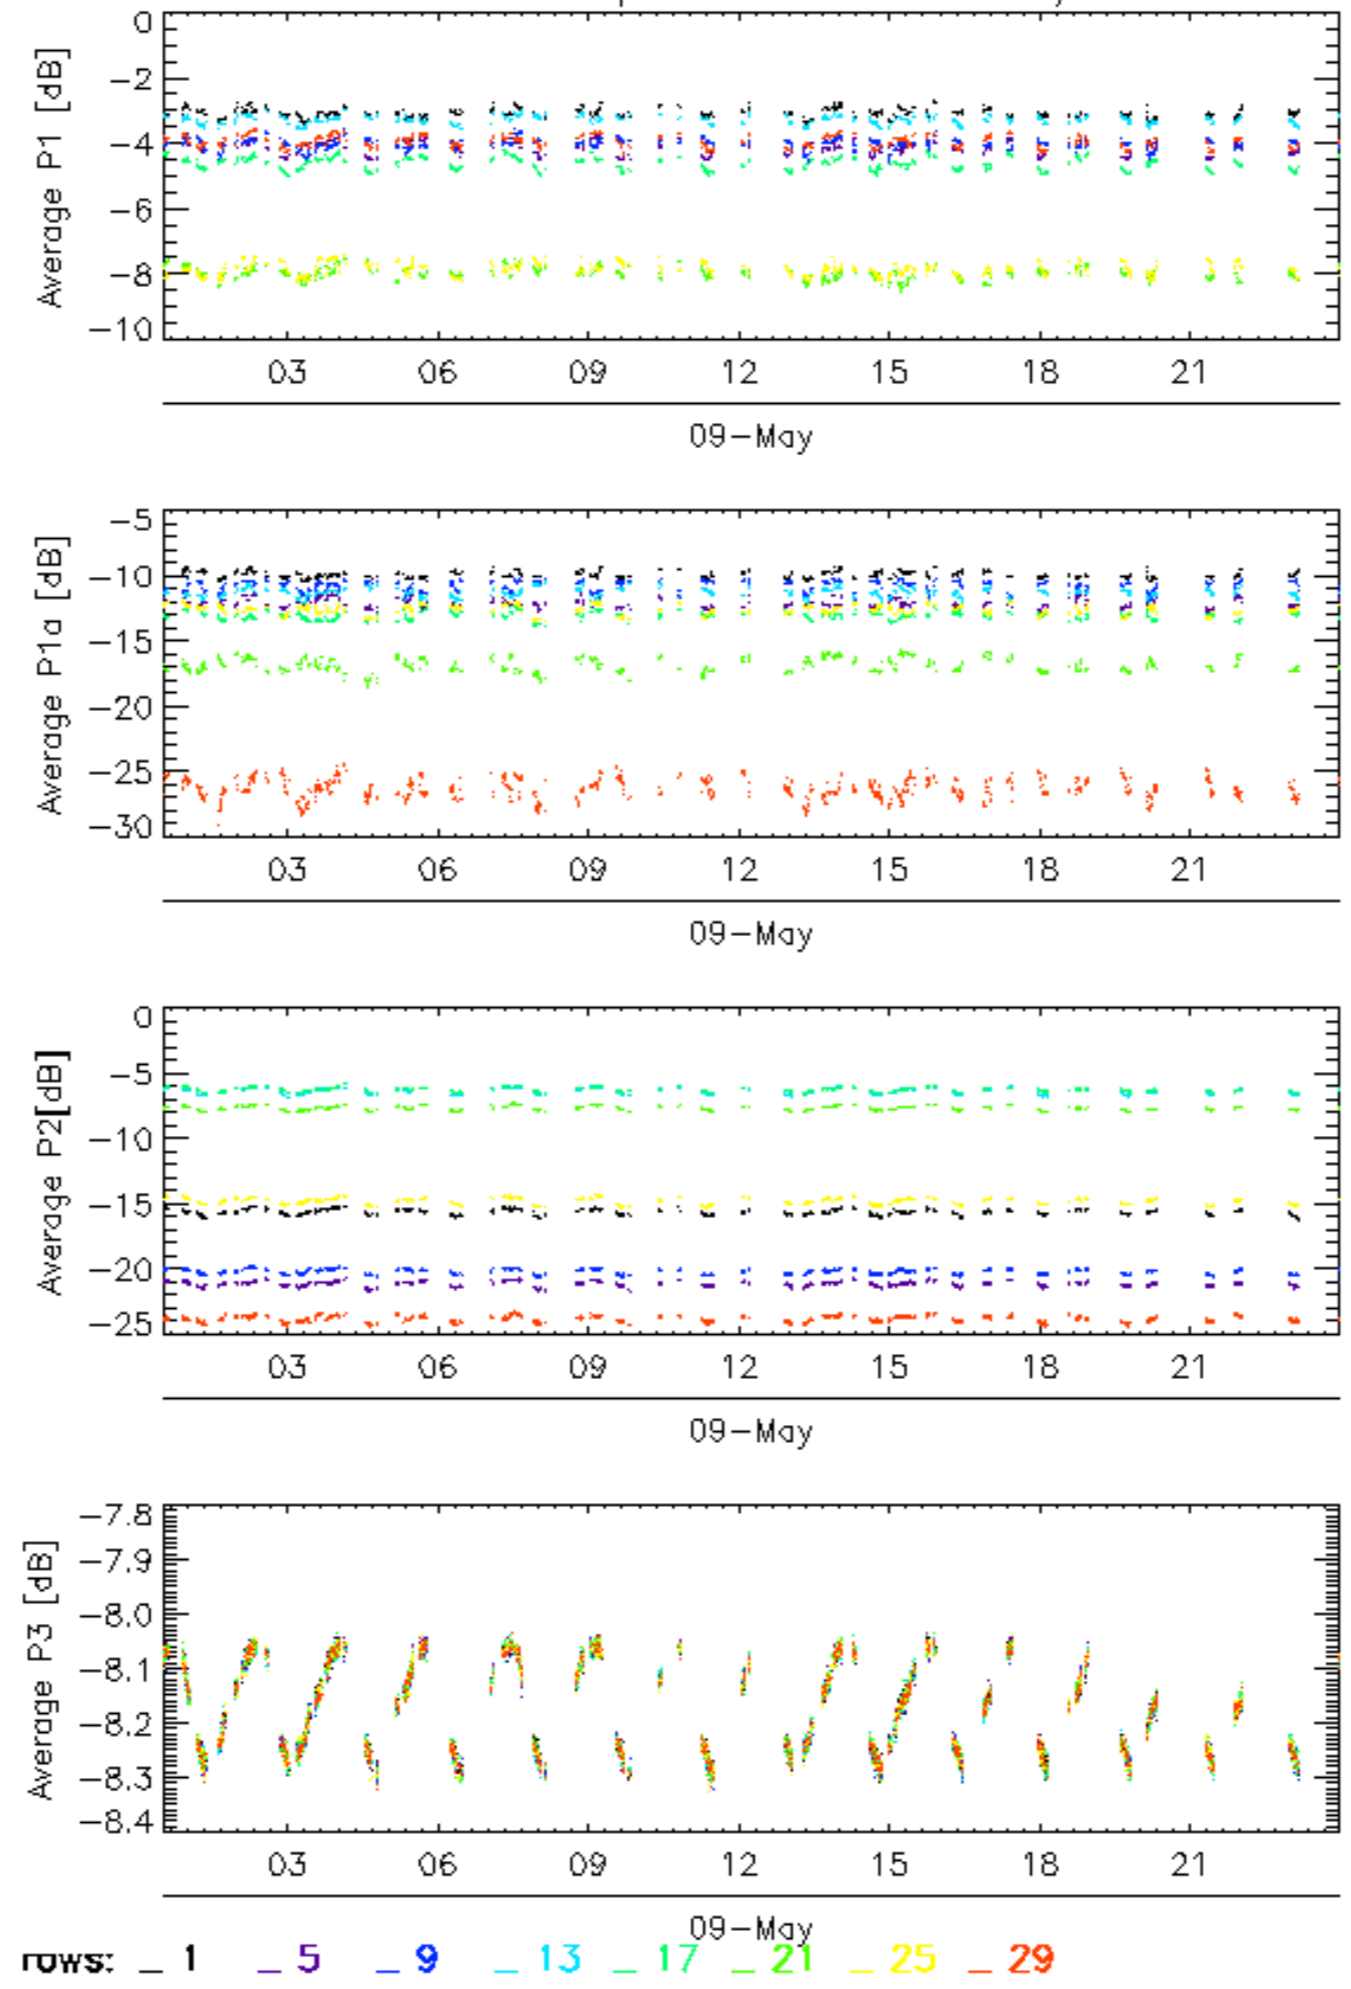 0
Average P1 [dB]
−2
−4
−6
−8
−10
03 06 09 12 15 18 21
09−May
−5
Average P1a [dB]
−10
−15
−20
−25
−30
03 06 09 12 15 18 21
09−May
0
Average P2[dB]
−5
−10
−15
−20
−25
03 06 09 12 15 18 21
09−May
−7.8
Average P3 [dB]
−7.9
−8.0
−8.1
−8.2
−8.3
−8.4
03 06 09 12 15 18 21
09−May
rows: _ 1 _ 5 _ 9 _ 13 _ 17 _ 21 _ 25 _ 29